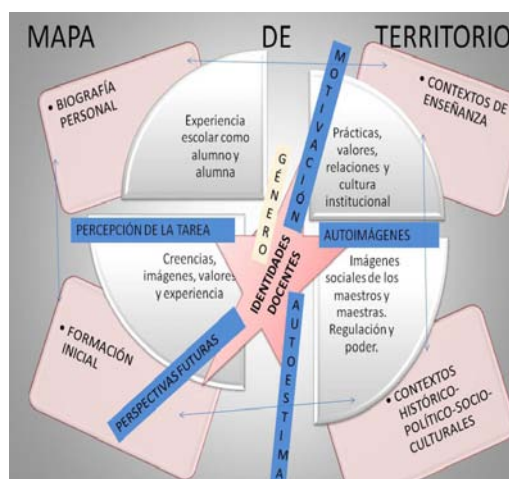 MAPA DE TERRITORIO
• BIOGRAFÍA
PERSONAL
Experiencia
escolar como
alumno y
alumna
GÉNERO
MOTIVACIÓN
Prácticas,
valores,
relaciones y
cultura
institucional
• CONTEXTOS DE
ENSEÑANZA
PERCEPCIÓN DE LA TAREA
AUTOIMÁGENES
IDENTIDADES
DOCENTES
Creencias,
imágenes, valores
y experiencia
Imágenes
sociales de los
maestros y
maestras.
Regulación y
poder.
• FORMACIÓN
INICIAL
PERSPECTIVAS FUTURAS
AUTOESTIMA
• CONTEXTOS
HISTÓRICO-
POLÍTICO-SOCIO-
CULTURALES